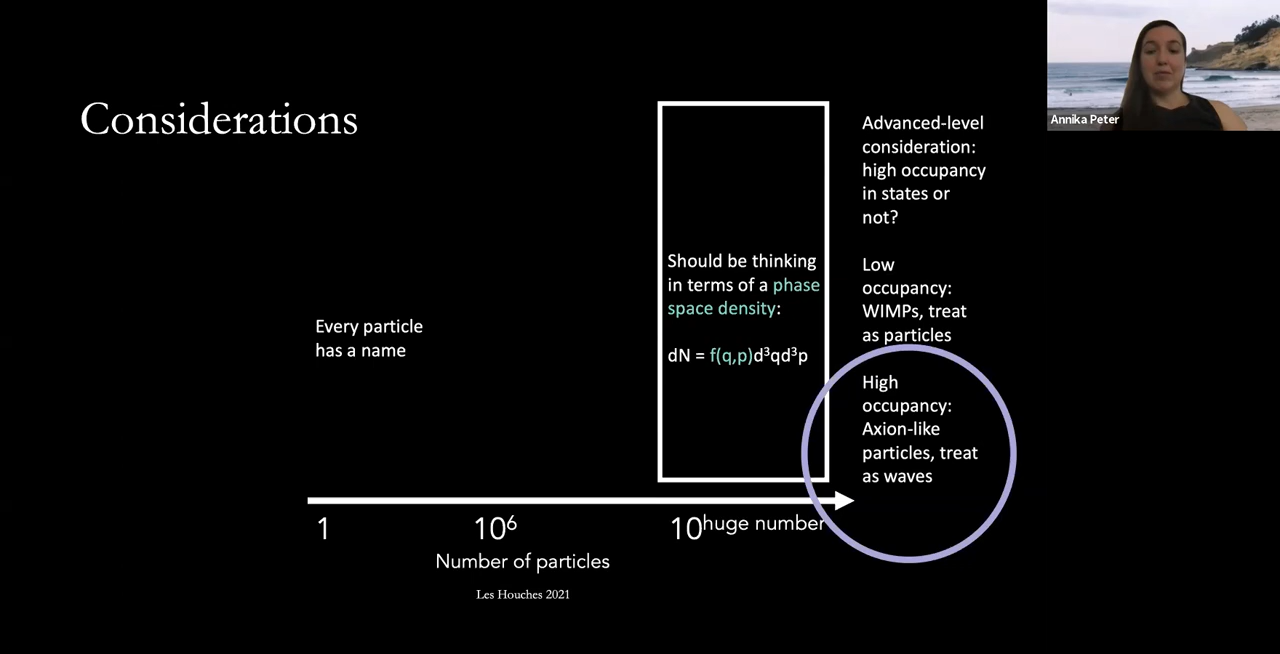 Considerations
Every particle
has a name
Should be thinking
in terms of a phase
space density:
dN = f(q,p)d³qd³p
Advanced-level
consideration:
high occupancy
in states or
not?
Low
occupancy:
WIMPs, treat
as particles
High
occupancy:
Axion-like
particles, treat
as waves
1
10⁶
10^huge number
Number of particles
Les Houches 2021
Annika Peter